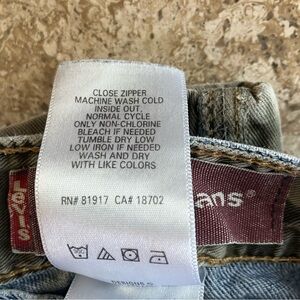 CLOSE ZIPPER
MACHINE WASH COLD
INSIDE OUT.
NORMAL CYCLE
ONLY NON-CHLORINE
BLEACH IF NEEDED
TUMBLE DRY LOW
LOW IRON IF NEEDED
WASH AND DRY
WITH LIKE COLORS
RN# 81917 CA# 18702
LEVI'S
ans®